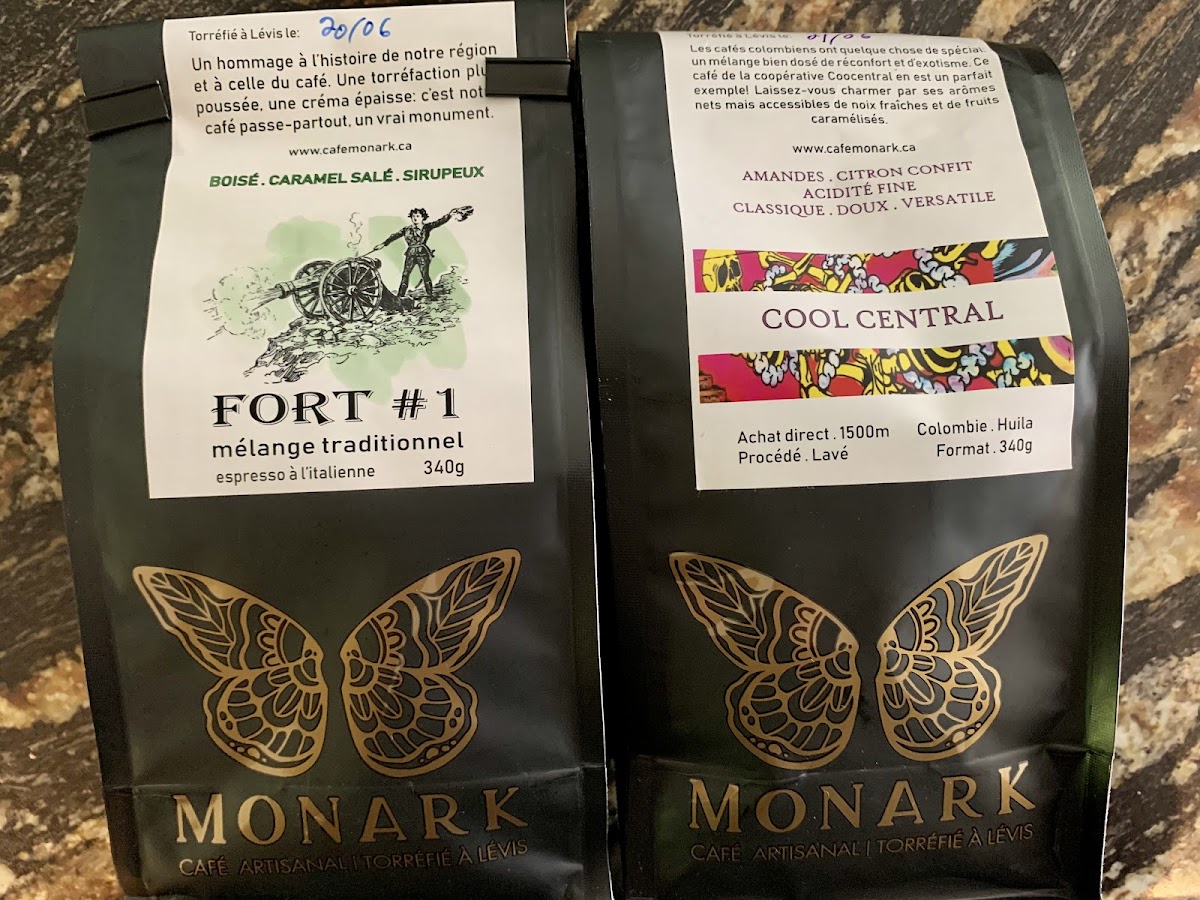 Torréfié à Lévis le: 20/06
Un hommage à l'histoire de notre région
et à celle du café. Une torréfaction
poussée, une créma épaisse: c'est
café passe-partout, un vrai monument.
www.cafemonark.ca
BOISÉ . CARAMEL SALÉ . SIRUPEUX
FORT #1
mélange traditionnel
espresso à l'italienne 340g
MONARK
CAFÉ ARTISANAL | TORRÉFIÉ À LÉVIS
Torréfié à Lévis le:
Les cafés colombiens ont quelque chose de spécial:
un mélange bien dosé de réconfort et d'exotisme. Ce
café de la coopérative Coocentral en est un parfait
exemple! Laissez-vous charmer par ses arômes
nets mais accessibles de noix fraîches et de fruits
caramélisés.
www.cafemonark.ca
AMANDES . CITRON CONFIT
ACIDITÉ FINE
CLASSIQUE . DOUX . VERSATILE
COOL CENTRAL
Achat direct . 1500m Colombie . Huila
Procédé . Lavé Format . 340g
MONARK
CAFÉ ARTISANAL | TORRÉFIÉ À LÉVIS